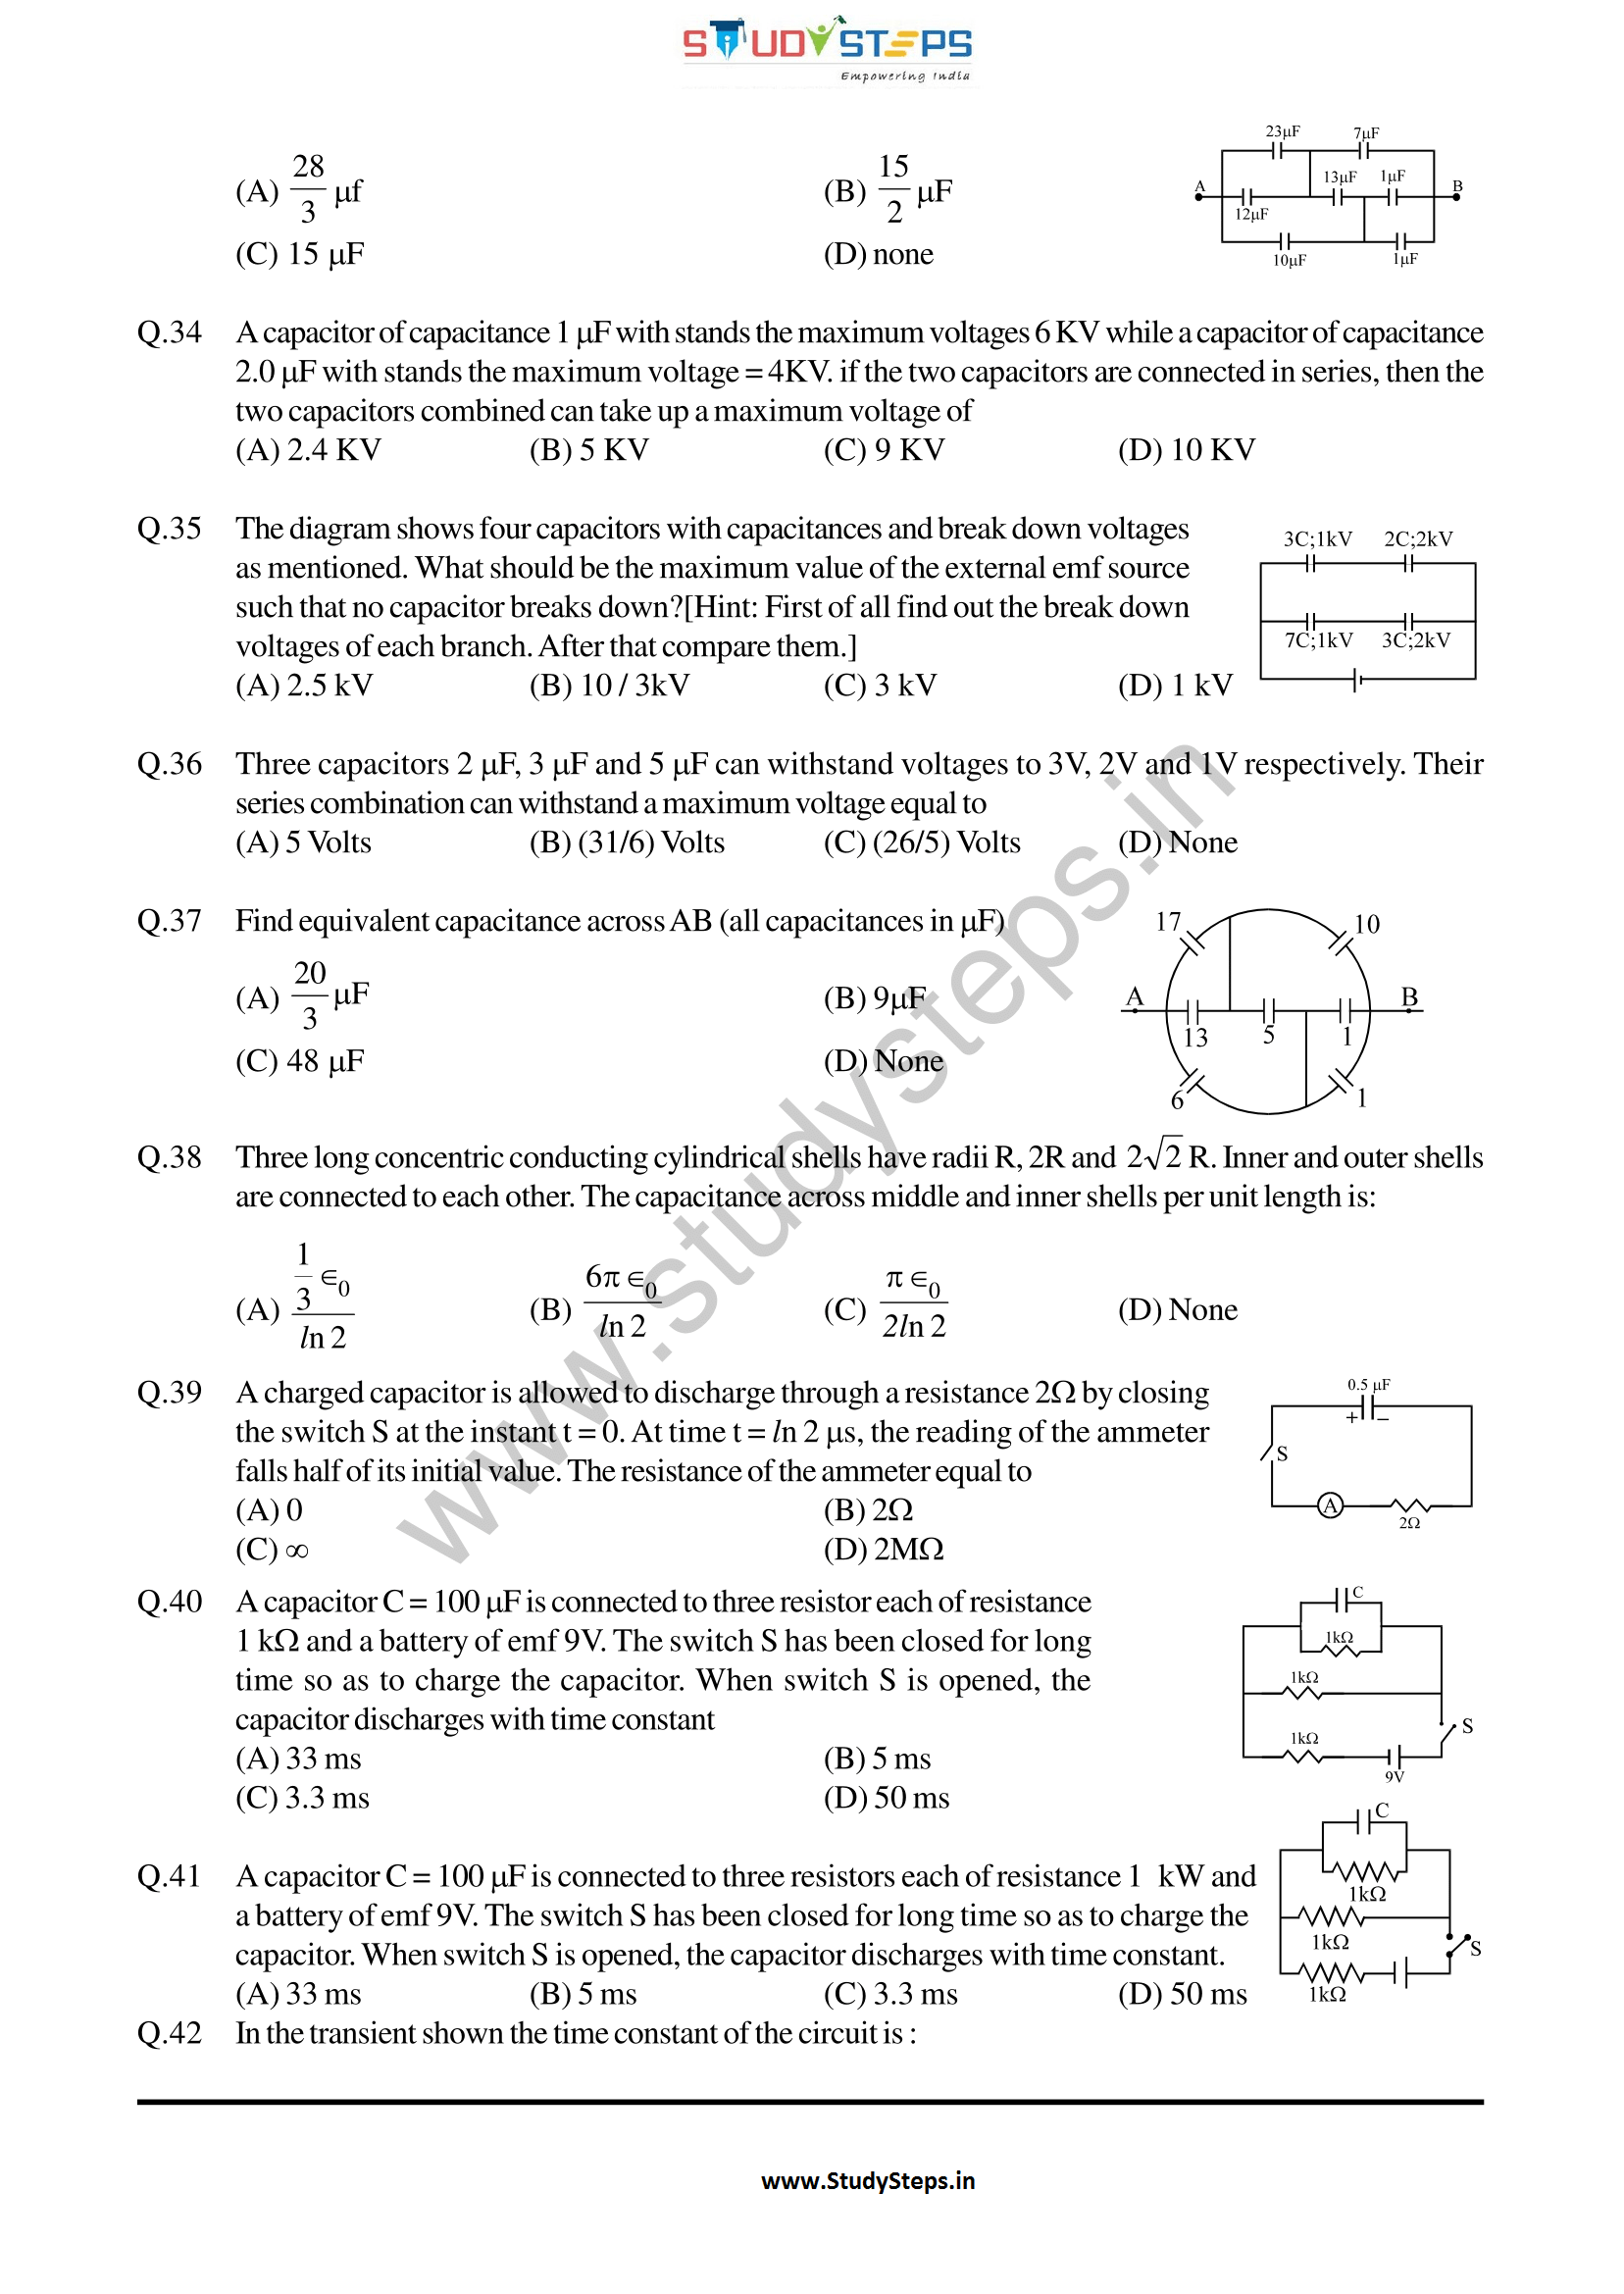 STUDYSTEPS
Empowering India
(A) 28/3 μf (B) 15/2 μF
(C) 15 μF (D) none
23μF 7μF
13μF 1μF
A B
12μF
10μF 1μF
Q.34 A capacitor of capacitance 1 μF with stands the maximum voltages 6 KV while a capacitor of capacitance
2.0 μF with stands the maximum voltage = 4KV. if the two capacitors are connected in series, then the
two capacitors combined can take up a maximum voltage of
(A) 2.4 KV (B) 5 KV (C) 9 KV (D) 10 KV
Q.35 The diagram shows four capacitors with capacitances and break down voltages
as mentioned. What should be the maximum value of the external emf source
such that no capacitor breaks down?[Hint: First of all find out the break down
voltages of each branch. After that compare them.]
(A) 2.5 kV (B) 10 / 3kV (C) 3 kV (D) 1 kV
3C;1kV 2C;2kV
7C;1kV 3C;2kV
Q.36 Three capacitors 2 μF, 3 μF and 5 μF can withstand voltages to 3V, 2V and 1V respectively. Their
series combination can withstand a maximum voltage equal to
(A) 5 Volts (B) (31/6) Volts (C) (26/5) Volts (D) None
Q.37 Find equivalent capacitance across AB (all capacitances in μF)
(A) 20/3 μF (B) 9μF
(C) 48 μF (D) None
17 10
A B
13 5 1
6 1
Q.38 Three long concentric conducting cylindrical shells have radii R, 2R and 2√2 R. Inner and outer shells
are connected to each other. The capacitance across middle and inner shells per unit length is:
(A) (1/3 ∈0)/(ln 2) (B) (6π ∈0)/(ln 2) (C) (π ∈0)/(2ln 2) (D) None
Q.39 A charged capacitor is allowed to discharge through a resistance 2Ω by closing
the switch S at the instant t = 0. At time t = ln 2 μs, the reading of the ammeter
falls half of its initial value. The resistance of the ammeter equal to
(A) 0 (B) 2Ω
(C) ∞ (D) 2MΩ
0.5 μF
+ –
S
A
2Ω
Q.40 A capacitor C = 100 μF is connected to three resistor each of resistance
1 kΩ and a battery of emf 9V. The switch S has been closed for long
time so as to charge the capacitor. When switch S is opened, the
capacitor discharges with time constant
(A) 33 ms (B) 5 ms
(C) 3.3 ms (D) 50 ms
C
1kΩ
1kΩ
S
1kΩ
9V
Q.41 A capacitor C = 100 μF is connected to three resistors each of resistance 1 kW and
a battery of emf 9V. The switch S has been closed for long time so as to charge the
capacitor. When switch S is opened, the capacitor discharges with time constant.
(A) 33 ms (B) 5 ms (C) 3.3 ms (D) 50 ms
C
1kΩ
1kΩ
S
1kΩ
Q.42 In the transient shown the time constant of the circuit is :
www.studysteps.in
www.StudySteps.in